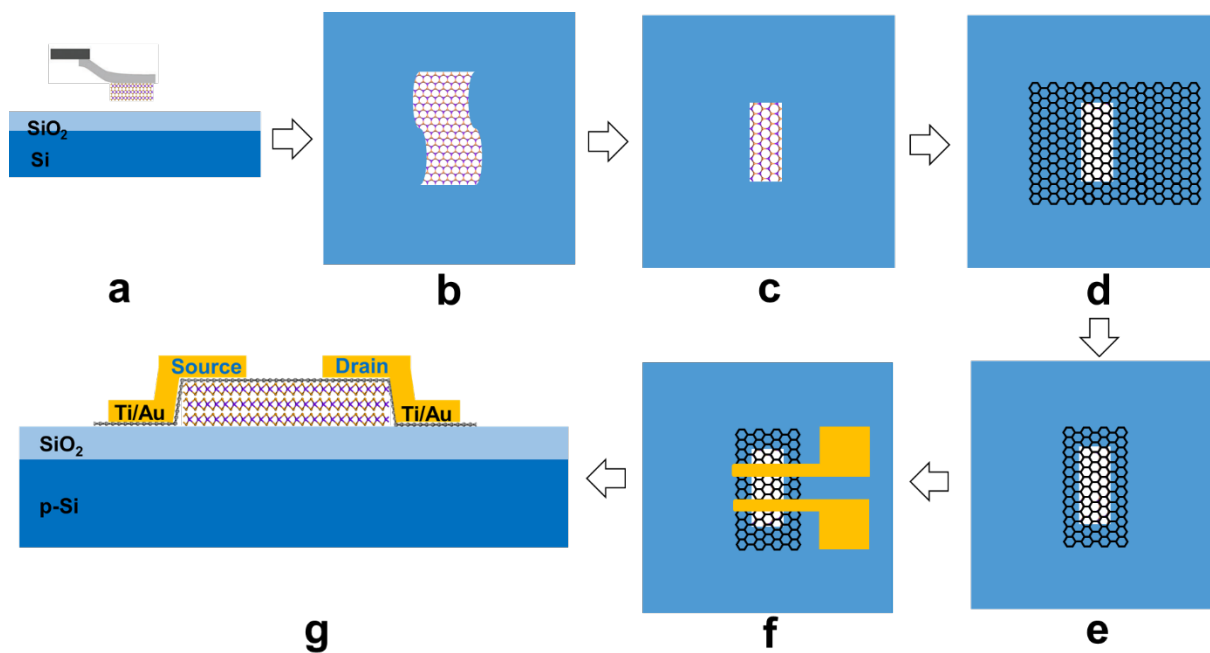 SiO₂
Si
a
b
c
d
Source
Drain
Ti/Au
Ti/Au
SiO₂
p-Si
g
f
e